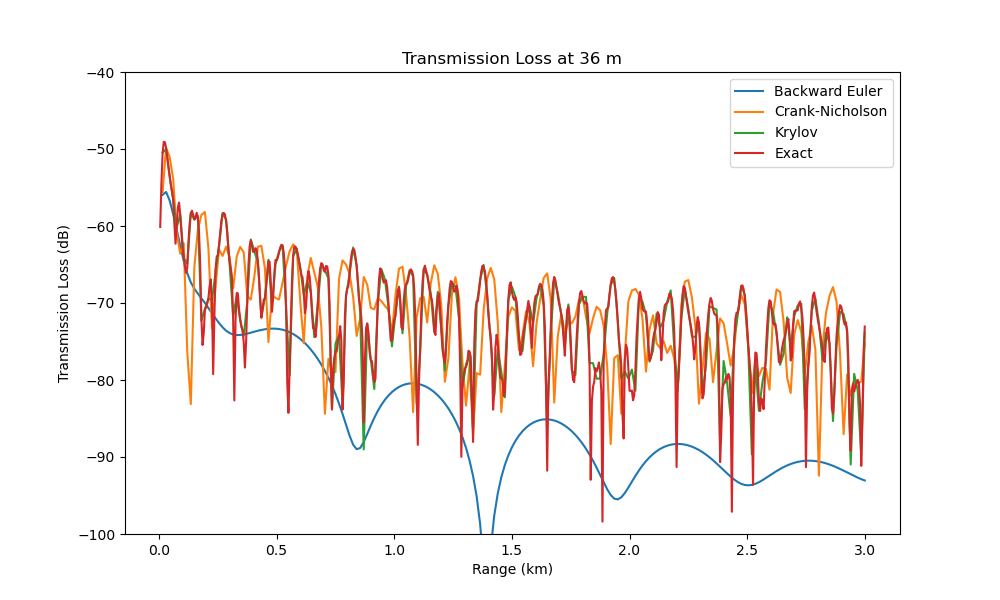 Transmission Loss at 36 m
Backward Euler
Crank-Nicholson
Krylov
Exact
Transmission Loss (dB)
−40
−50
−60
−70
−80
−90
−100
0.0 0.5 1.0 1.5 2.0 2.5 3.0
Range (km)